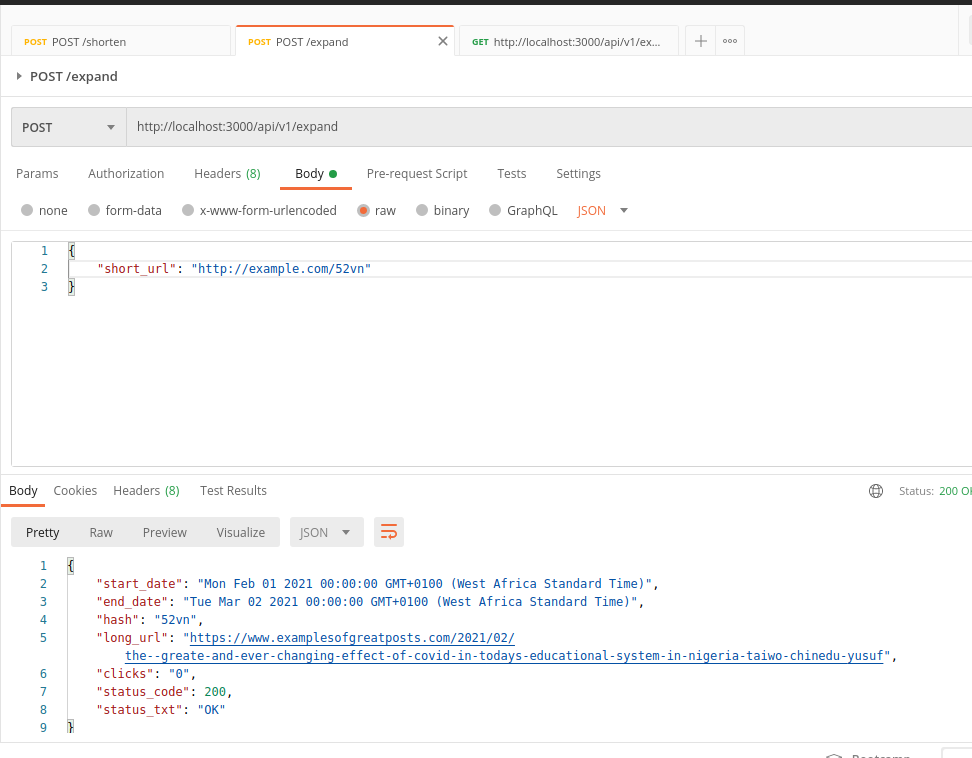 POST POST /shorten
POST POST /expand
GET http://localhost:3000/api/v1/ex...
POST /expand
POST http://localhost:3000/api/v1/expand
Params Authorization Headers (8) Body Pre-request Script Tests Settings
none form-data x-www-form-urlencoded raw binary GraphQL JSON
1 {
2 "short_url": "http://example.com/52vn"
3 }
Body Cookies Headers (8) Test Results Status: 200 OK
Pretty Raw Preview Visualize JSON
1 {
2 "start_date": "Mon Feb 01 2021 00:00:00 GMT+0100 (West Africa Standard Time)",
3 "end_date": "Tue Mar 02 2021 00:00:00 GMT+0100 (West Africa Standard Time)",
4 "hash": "52vn",
5 "long_url": "https://www.examplesofgreatposts.com/2021/02/
the--greate-and-ever-changing-effect-of-covid-in-todays-educational-system-in-nigeria-taiwo-chinedu-yusuf",
6 "clicks": "0",
7 "status_code": 200,
8 "status_txt": "OK"
9 }
Bootcamp